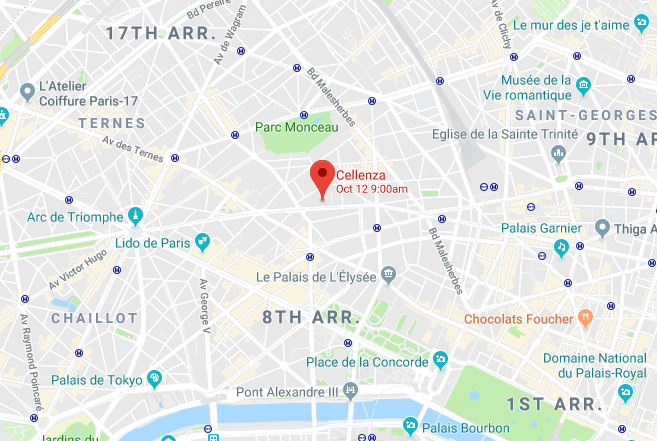 Le mur des je t'aime
17TH ARR.
Av de Wagram
Bd Pereire
Av de Clichy
Bd Malesherbes
L'Atelier
Coiffure Paris-17
Musée de la
Vie romantique
TERNES
Parc Monceau
SAINT-GEORGES
Eglise de la Sainte Trinité
9TH AR
Av des Ternes
Cellenza
Oct 12 9:00am
Arc de Triomphe
Lido de Paris
Palais Garnier
Thiga A
Bd Malesherbes
Av Victor Hugo
Av George V
Le Palais de L'Élysée
CHAILLOT
8TH ARR.
Chocolats Foucher
Av Raymond Poincaré
Place de la Concorde
Domaine National
du Palais-Royal
Palais de Tokyo
Pont Alexandre III
1ST ARR.
Palais Bourbon
Jardins du